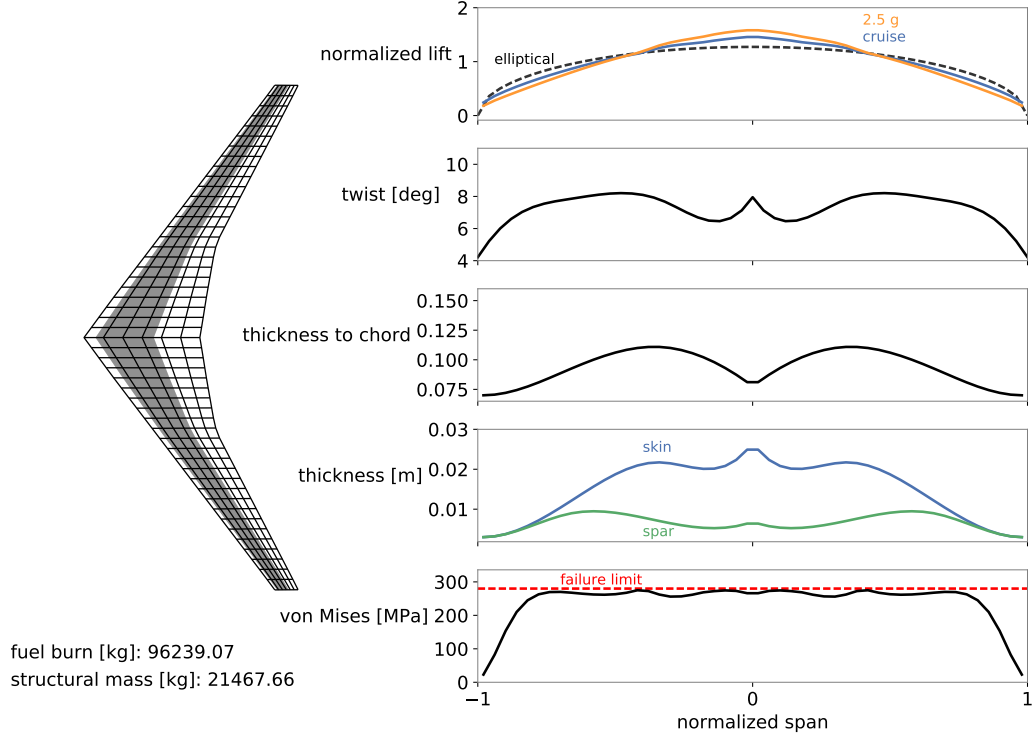 2
1
0
normalized lift
elliptical
2.5 g
cruise
10
8
6
4
twist [deg]
0.150
0.125
0.100
0.075
thickness to chord
0.03
0.02
0.01
thickness [m]
skin
spar
300
200
100
0
von Mises [MPa]
failure limit
−1
0
1
normalized span
fuel burn [kg]: 96239.07
structural mass [kg]: 21467.66